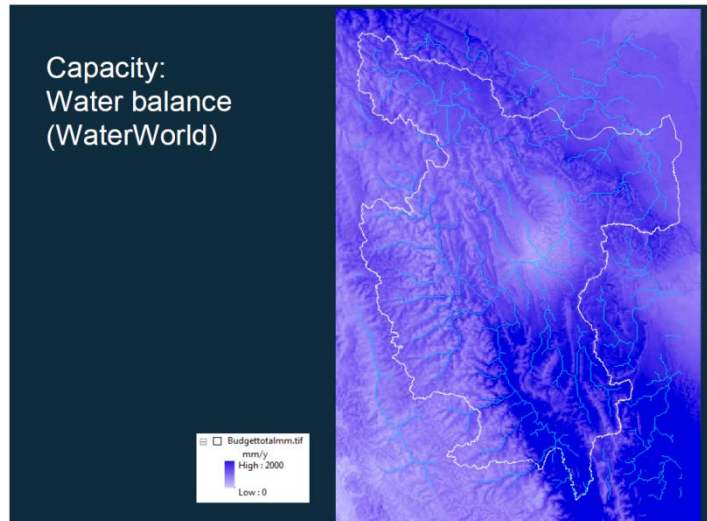 Capacity:
Water balance
(WaterWorld)
Budgettotalmm.tif
mm/y
High : 2000
Low : 0